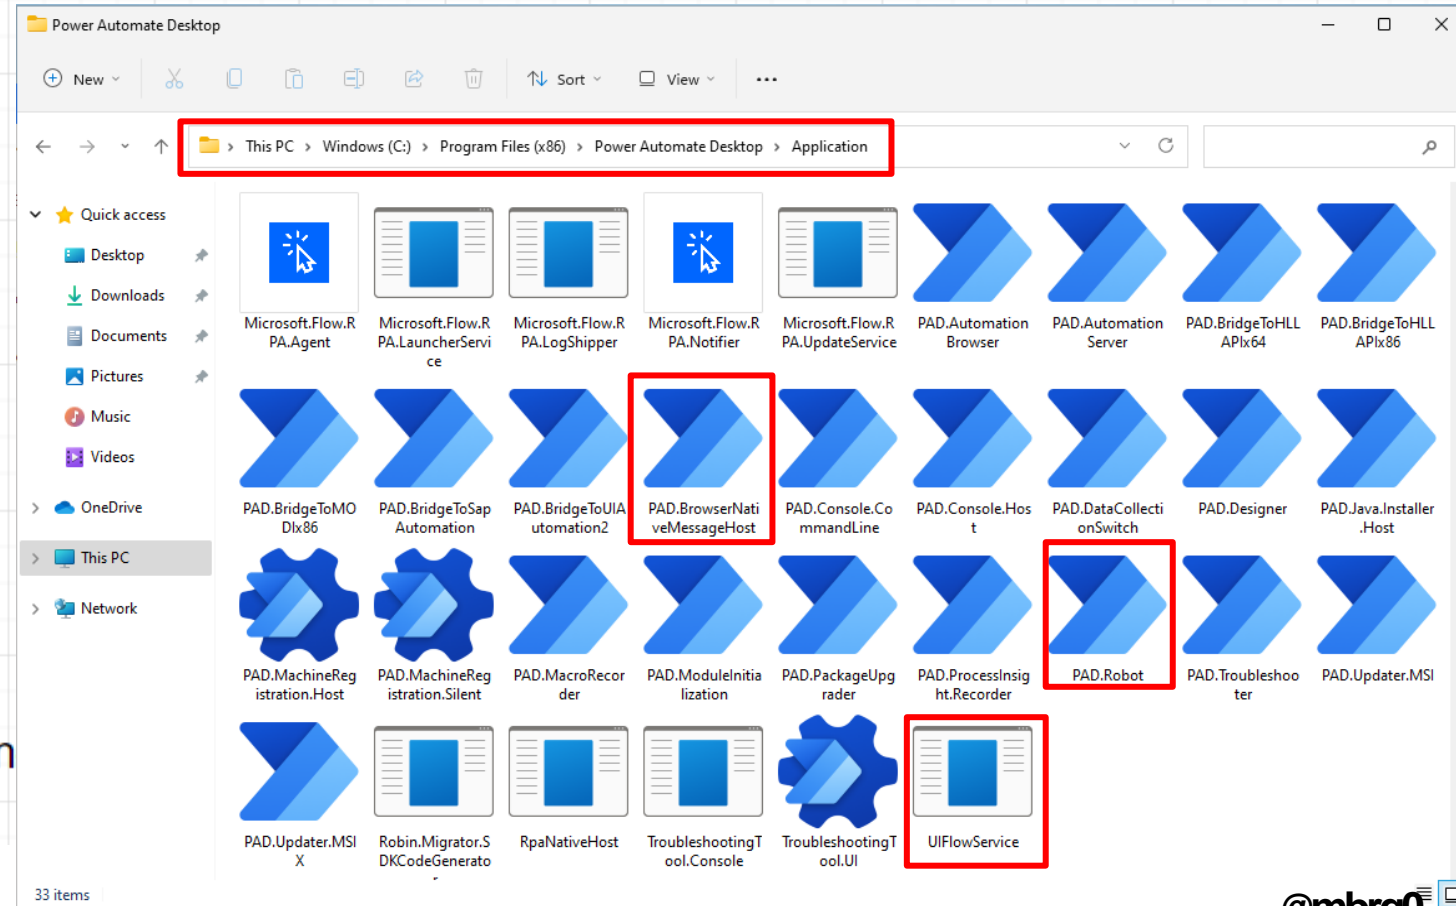 Power Automate Desktop
New
Sort
View
This PC > Windows (C:) > Program Files (x86) > Power Automate Desktop > Application
Quick access
Desktop
Downloads
Documents
Pictures
Music
Videos
OneDrive
This PC
Network
Microsoft.Flow.R
PA.Agent
Microsoft.Flow.R
PA.LauncherServi
ce
Microsoft.Flow.R
PA.LogShipper
Microsoft.Flow.R
PA.Notifier
Microsoft.Flow.R
PA.UpdateService
PAD.Automation
Browser
PAD.Automation
Server
PAD.BridgeToHLL
APIx64
PAD.BridgeToHLL
APIx86
PAD.BridgeToMO
DIx86
PAD.BridgeToSap
Automation
PAD.BridgeToUIA
utomation2
PAD.BrowserNati
veMessageHost
PAD.Console.Co
mmandLine
PAD.Console.Hos
t
PAD.DataCollecti
onSwitch
PAD.Designer
PAD.Java.Installer
.Host
PAD.MachineReg
istration.Host
PAD.MachineReg
istration.Silent
PAD.MacroRecor
der
PAD.ModuleInitia
lization
PAD.PackageUpg
rader
PAD.ProcessInsig
ht.Recorder
PAD.Robot
PAD.Troubleshoo
ter
PAD.Updater.MSI
PAD.Updater.MSI
X
Robin.Migrator.S
DKCodeGenerato
RpaNativeHost
TroubleshootingT
ool.Console
TroubleshootingT
ool.UI
UIFlowService
n
33 items
@mbrg0